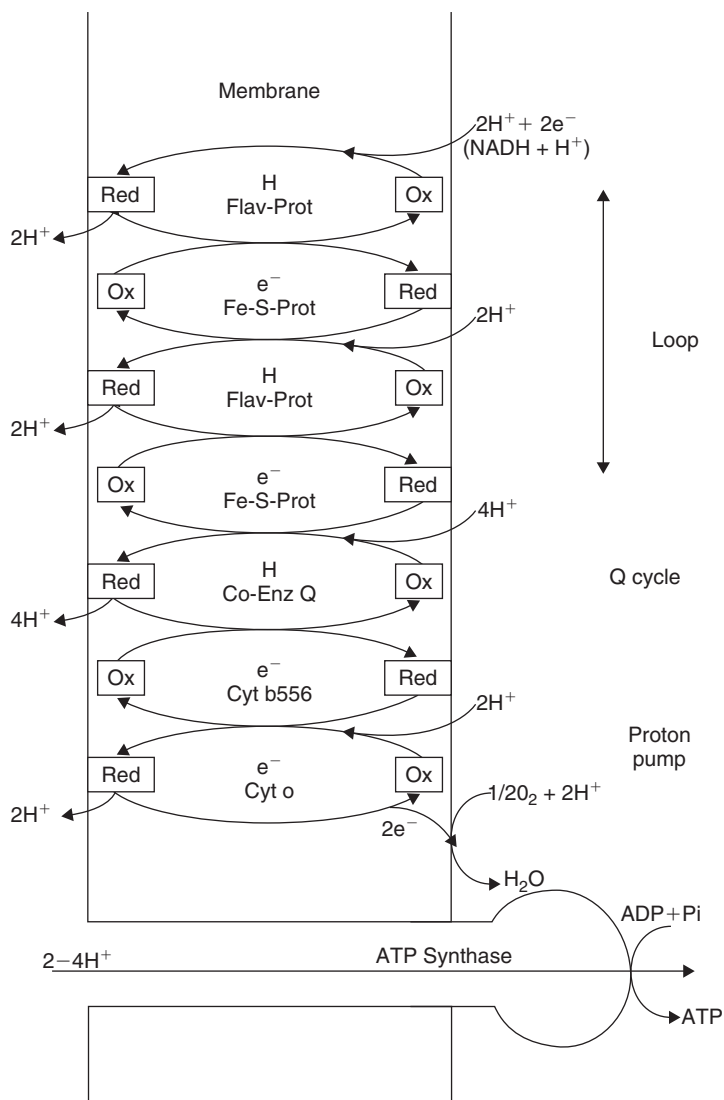 Membrane
2H⁺ + 2e⁻
(NADH + H⁺)
H
Red
Ox
Flav-Prot
2H⁺
e⁻
Ox
Red
Fe-S-Prot
2H⁺
Loop
H
Red
Ox
Flav-Prot
2H⁺
e⁻
Ox
Red
Fe-S-Prot
4H⁺
H
Q cycle
Red
Ox
Co-Enz Q
4H⁺
e⁻
Ox
Red
Cyt b556
2H⁺
Proton
pump
e⁻
Red
Ox
Cyt o
1/20₂ + 2H⁺
2H⁺
2e⁻
H₂O
ADP+Pi
2−4H⁺
ATP Synthase
ATP